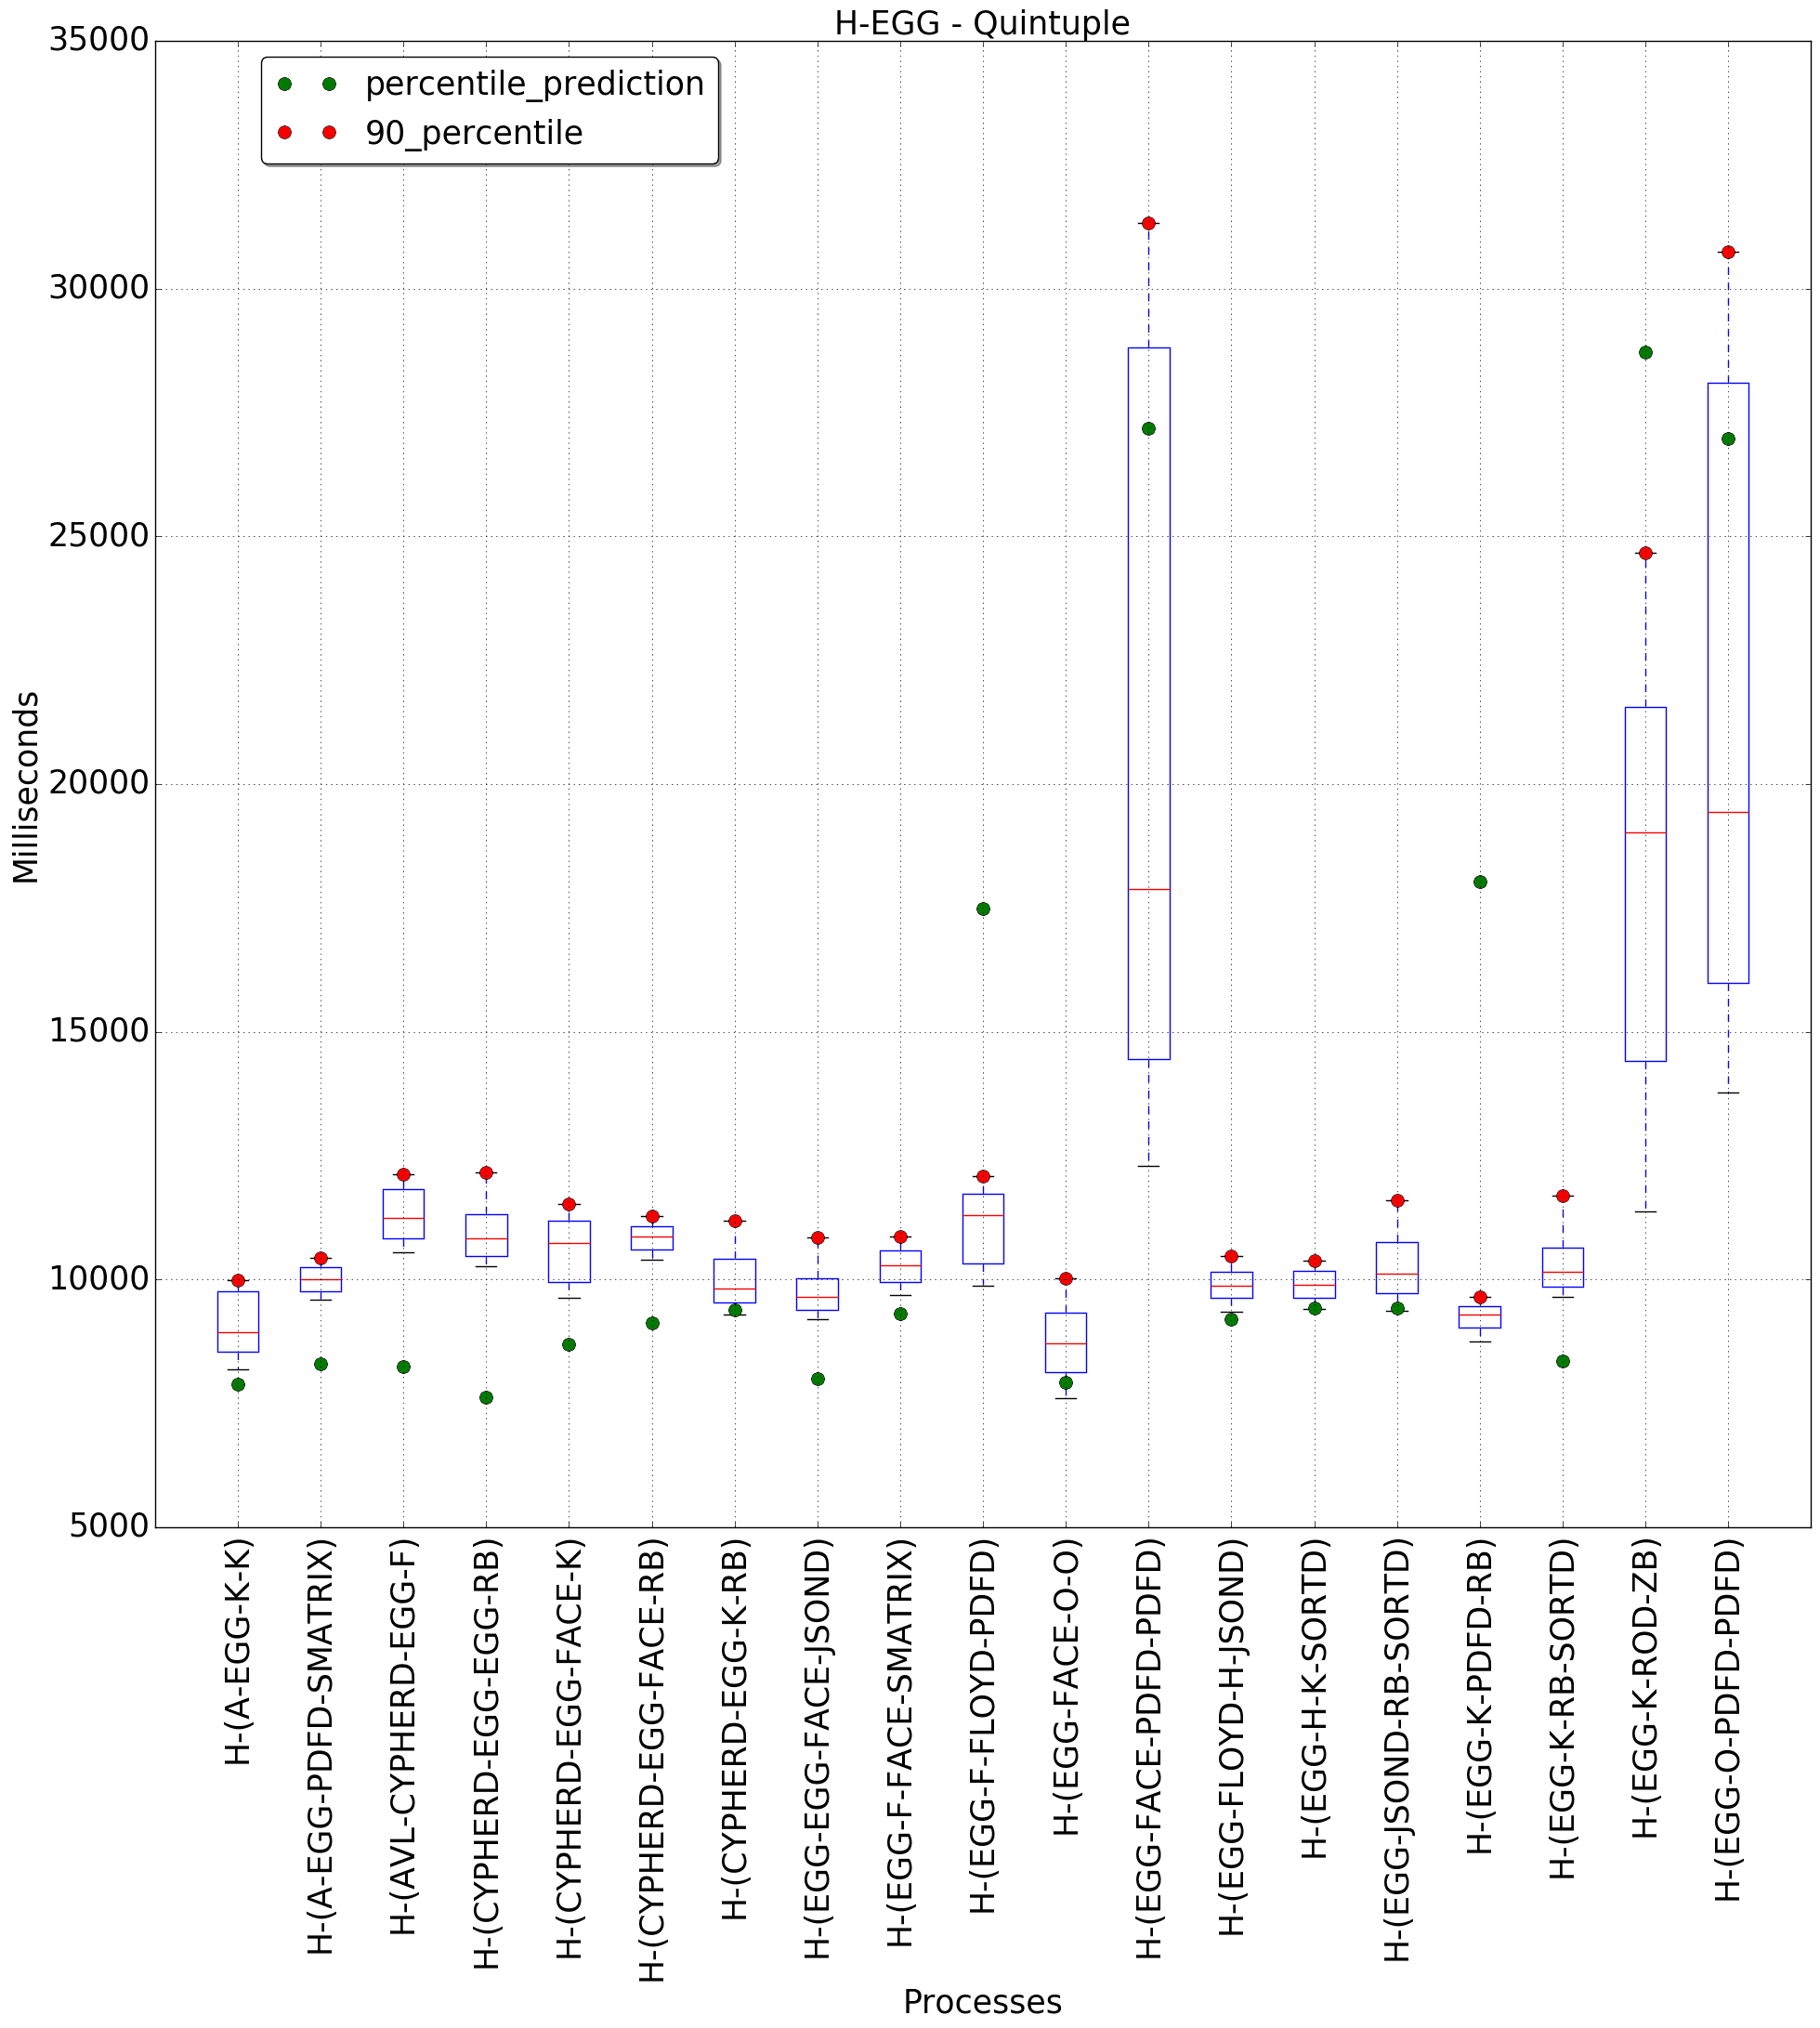 H-EGG - Quintuple
percentile_prediction
90_percentile
35000
30000
25000
20000
15000
10000
5000
Milliseconds
H-(A-EGG-K-K)
H-(A-EGG-PDFD-SMATRIX)
H-(AVL-CYPHERD-EGG-F)
H-(CYPHERD-EGG-EGG-RB)
H-(CYPHERD-EGG-FACE-K)
H-(CYPHERD-EGG-FACE-RB)
H-(CYPHERD-EGG-K-RB)
H-(EGG-EGG-FACE-JSOND)
H-(EGG-F-FACE-SMATRIX)
H-(EGG-F-FLOYD-PDFD)
H-(EGG-FACE-O-O)
H-(EGG-FACE-PDFD-PDFD)
H-(EGG-FLOYD-H-JSOND)
H-(EGG-H-K-SORTD)
H-(EGG-JSOND-RB-SORTD)
H-(EGG-K-PDFD-RB)
H-(EGG-K-RB-SORTD)
H-(EGG-K-ROD-ZB)
H-(EGG-O-PDFD-PDFD)
Processes